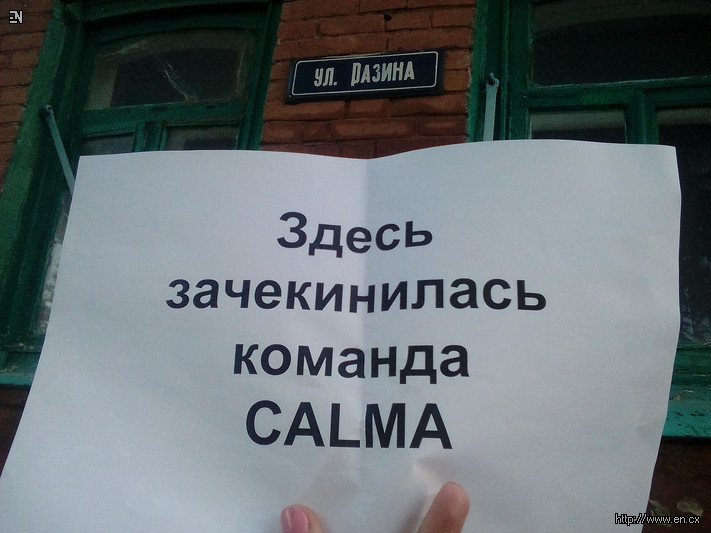 EN
ул. РАЗИНА
Здесь
зачекинилась
команда
CALMA
http://www.en.cx